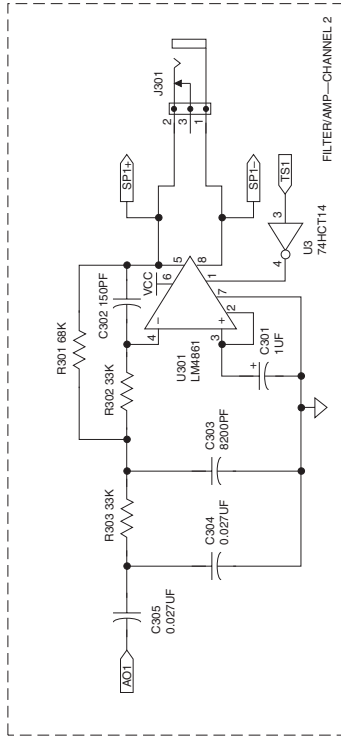 AO1
C305
0.027UF
R303 33K
C304
0.027UF
C303
8200PF
R302 33K
R301 68K
C302 150PF
VCC
U301
LM4861
4
–
6
5
8
3
+
2
7
1
C301
+
1UF
SP1+
SP1–
J301
2
3
1
TS1
3
4
U3
74HCT14
FILTER/AMP—CHANNEL 2